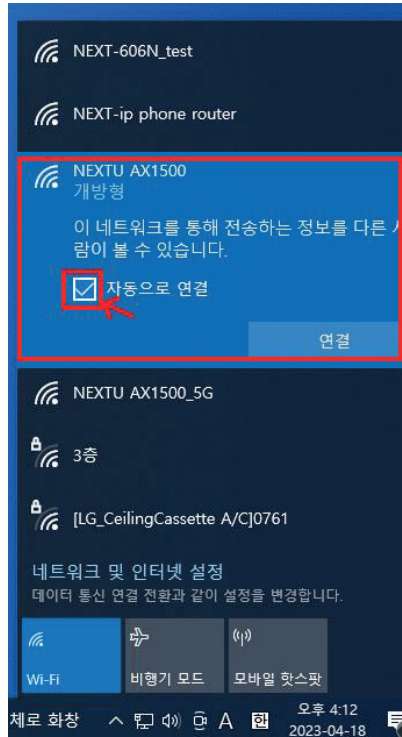 NEXT-606N_test
NEXT-ip phone router
NEXTU AX1500
개방형
이 네트워크를 통해 전송하는 정보를 다른 사
람이 볼 수 있습니다.
자동으로 연결
연결
NEXTU AX1500_5G
3층
[LG_CeilingCassette A/C]0761
네트워크 및 인터넷 설정
데이터 통신 연결 전환과 같이 설정을 변경합니다.
Wi-Fi
비행기 모드
모바일 핫스팟
체로 화창
A
한
오후 4:12
2023-04-18